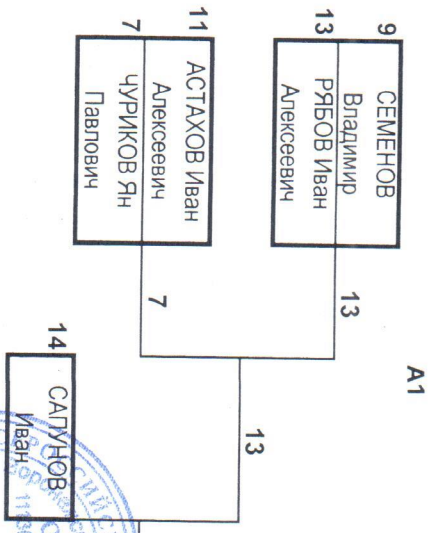 A1
9
СЕМЕНОВ
Владимир
13
РЯБОВ Иван
Алексеевич
13
11
АСТАХОВ Иван
Алексеевич
7
ЧУРИКОВ Ян
Павлович
7
13
14
САПУНОВ
Иван